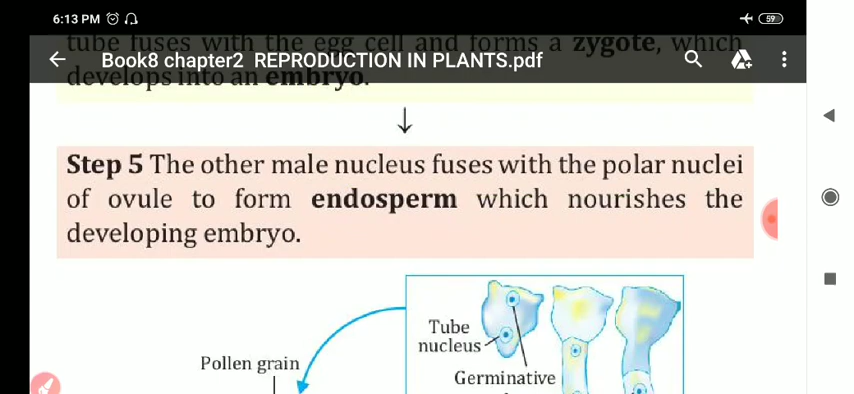 6:13 PM
59
tube fuses with the egg cell and forms a zygote, which
Book8 chapter2 REPRODUCTION IN PLANTS.pdf
develops into an embryo.
↓
Step 5 The other male nucleus fuses with the polar nuclei
of ovule to form endosperm which nourishes the
developing embryo.
Tube
nucleus
Pollen grain
Germinative